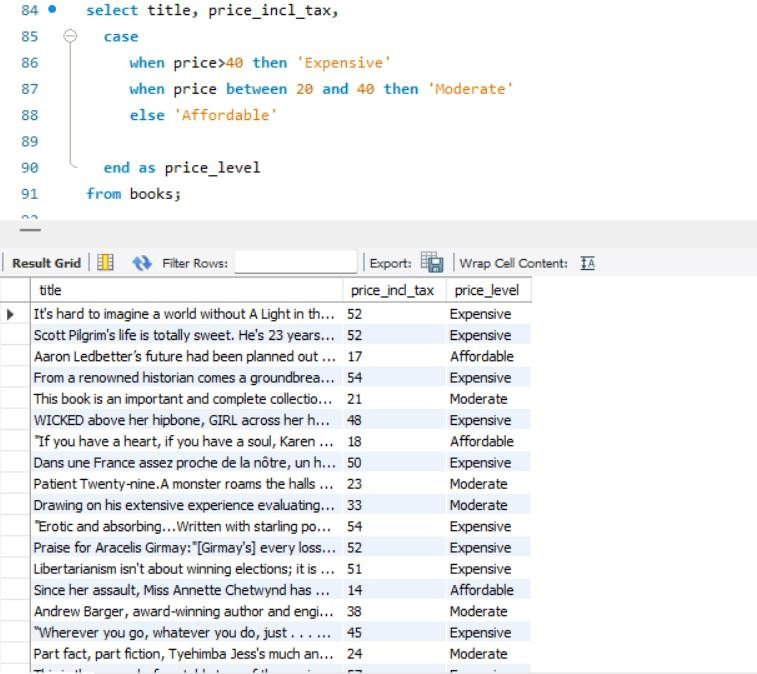 84 select title, price_incl_tax,
85 case
86 when price>40 then 'Expensive'
87 when price between 20 and 40 then 'Moderate'
88 else 'Affordable'
89
90 end as price_level
91 from books;
Result Grid Filter Rows: Export: Wrap Cell Content: IA
title price_incl_tax price_level
It's hard to imagine a world without A Light in th... 52 Expensive
Scott Pilgrim's life is totally sweet. He's 23 years... 52 Expensive
Aaron Ledbetter's future had been planned out ... 17 Affordable
From a renowned historian comes a groundbrea... 54 Expensive
This book is an important and complete collectio... 21 Moderate
WICKED above her hipbone, GIRL across her h... 48 Expensive
"If you have a heart, if you have a soul, Karen ... 18 Affordable
Dans une France assez proche de la nôtre, un h... 50 Expensive
Patient Twenty-nine.A monster roams the halls ... 23 Moderate
Drawing on his extensive experience evaluating... 33 Moderate
"Erotic and absorbing...Written with starling po... 54 Expensive
Praise for Aracelis Girmay:"[Girmay's] every loss... 52 Expensive
Libertarianism isn't about winning elections; it is ... 51 Expensive
Since her assault, Miss Annette Chetwynd has ... 14 Affordable
Andrew Barger, award-winning author and engi... 38 Moderate
"Wherever you go, whatever you do, just . . . ... 45 Expensive
Part fact, part fiction, Tyehimba Jess's much an... 24 Moderate